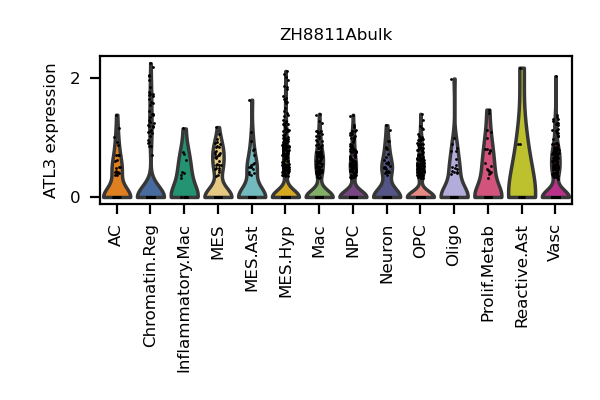 ZH8811Abulk
ATL3 expression
2
0
AC
Chromatin.Reg
Inflammatory.Mac
MES
MES.Ast
MES.Hyp
Mac
NPC
Neuron
OPC
Oligo
Prolif.Metab
Reactive.Ast
Vasc